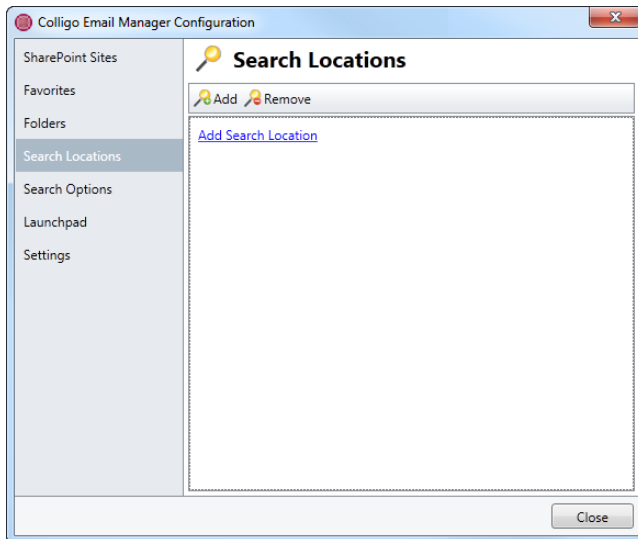 Colligo Email Manager Configuration
x
SharePoint Sites
Favorites
Folders
Search Locations
Search Options
Launchpad
Settings
Search Locations
Add Remove
Add Search Location
Close